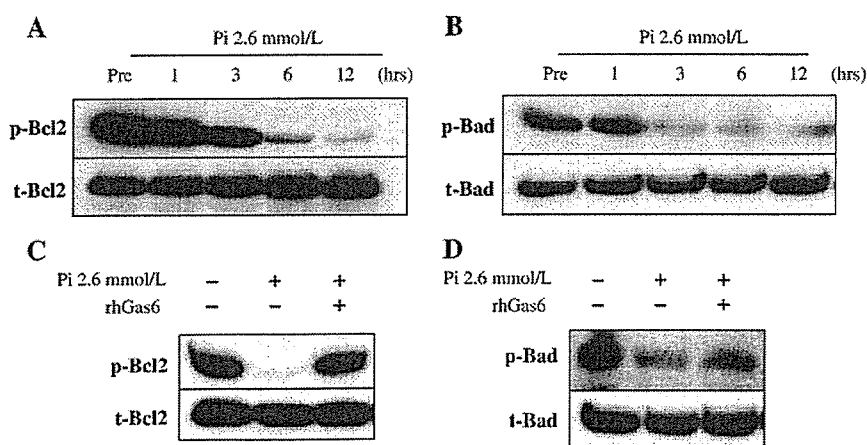 A
Pi 2.6 mmol/L
Pre 1 3 6 12 (hrs)
p-Bcl2
t-Bcl2
B
Pi 2.6 mmol/L
Pre 1 3 6 12 (hrs)
p-Bad
t-Bad
C
Pi 2.6 mmol/L − + +
rhGas6 − − +
p-Bcl2
t-Bcl2
D
Pi 2.6 mmol/L − + +
rhGas6 − − +
p-Bad
t-Bad